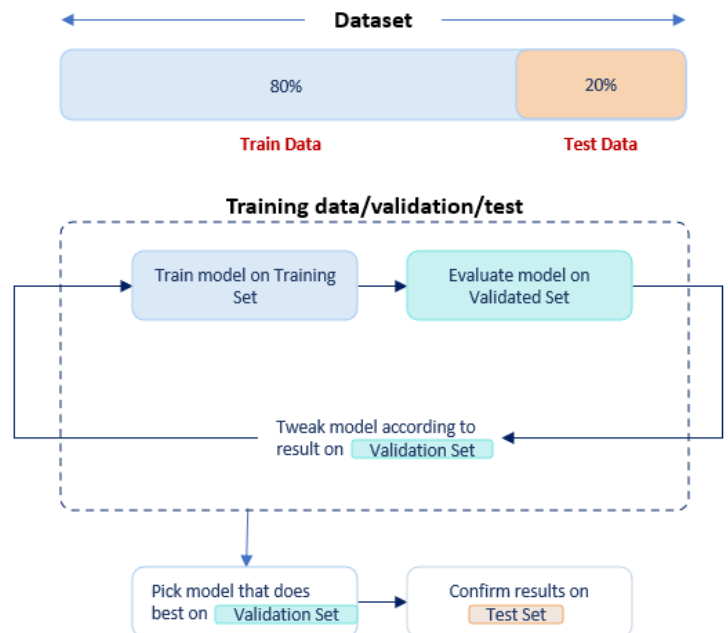 Dataset
80%
20%
Train Data
Test Data
Training data/validation/test
Train model on Training
Set
Evaluate model on
Validated Set
Tweak model according to
result on Validation Set
Pick model that does
best on Validation Set
Confirm results on
Test Set